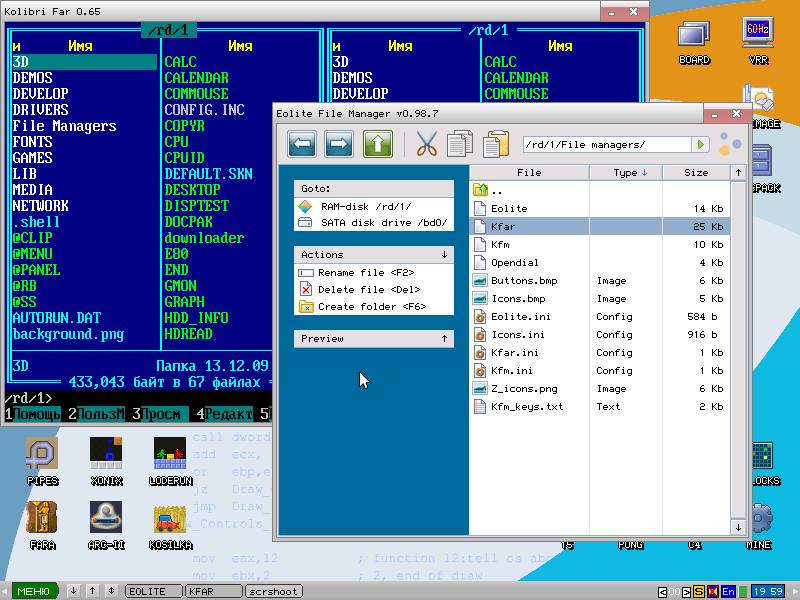 Kolibri Far 0.65
/rd/1
/rd/1
и Имя Имя
и Имя Имя
3D CALC
DEMOS CALENDAR
DEVELOP COMMOUSE
DRIVERS CONFIG.INC
File Managers COPYR
FONTS CPU
GAMES CPUID
LIB DEFAULT.SKN
MEDIA DESKTOP
NETWORK DISPTEST
.shell DOCPAK
@CLIP downloader
@MENU E80
@PANEL END
@RB GMON
@SS GRAPH
AUTORUN.DAT HDD_INFO
background.png HDREAD
3D CALC
DEMOS CALENDAR
DEVELOP COMMOUSE
3D Папка 13.12.09
433,043 байт в 67 файлах
/rd/1>
1Помощь 2ПользМ 3Просм 4Редакт 5
Eolite File Manager v0.98.7
/rd/1/File managers/
Goto:
RAM-disk /rd/1/
SATA disk drive /bd0/
Actions ↓
Rename file <F2>
Delete file <Del>
Create folder <F6>
Preview ↑
File Type ↓ Size ↑
..
Eolite 14 Kb
Kfar 25 Kb
Kfm 10 Kb
Opendial 4 Kb
Buttons.bmp Image 6 Kb
Icons.bmp Image 5 Kb
Eolite.ini Config 584 b
Icons.ini Config 916 b
Kfar.ini Config 1 Kb
Kfm.ini Config 1 Kb
Z_icons.png Image 6 Kb
Kfm_keys.txt Text 2 Kb
↓
BOARD
60Hz
VRR
MAGE
PACK
LOCKS
MINE
C4
PONG
15
PIPES
XONIX
LODERUN
FARA
ARC-II
KOSILKA
call dword
add ecx,
or ebp,e
jz Draw_
jmp Draw_
w_Controls_
mov eax,12 ; function 12:tell os abo
mov ebx,2 ; 2, end of draw
МЕНЮ ↓ ↑ ↕ EOLITE KFAR scrshoot
< 00 > S En 19 59